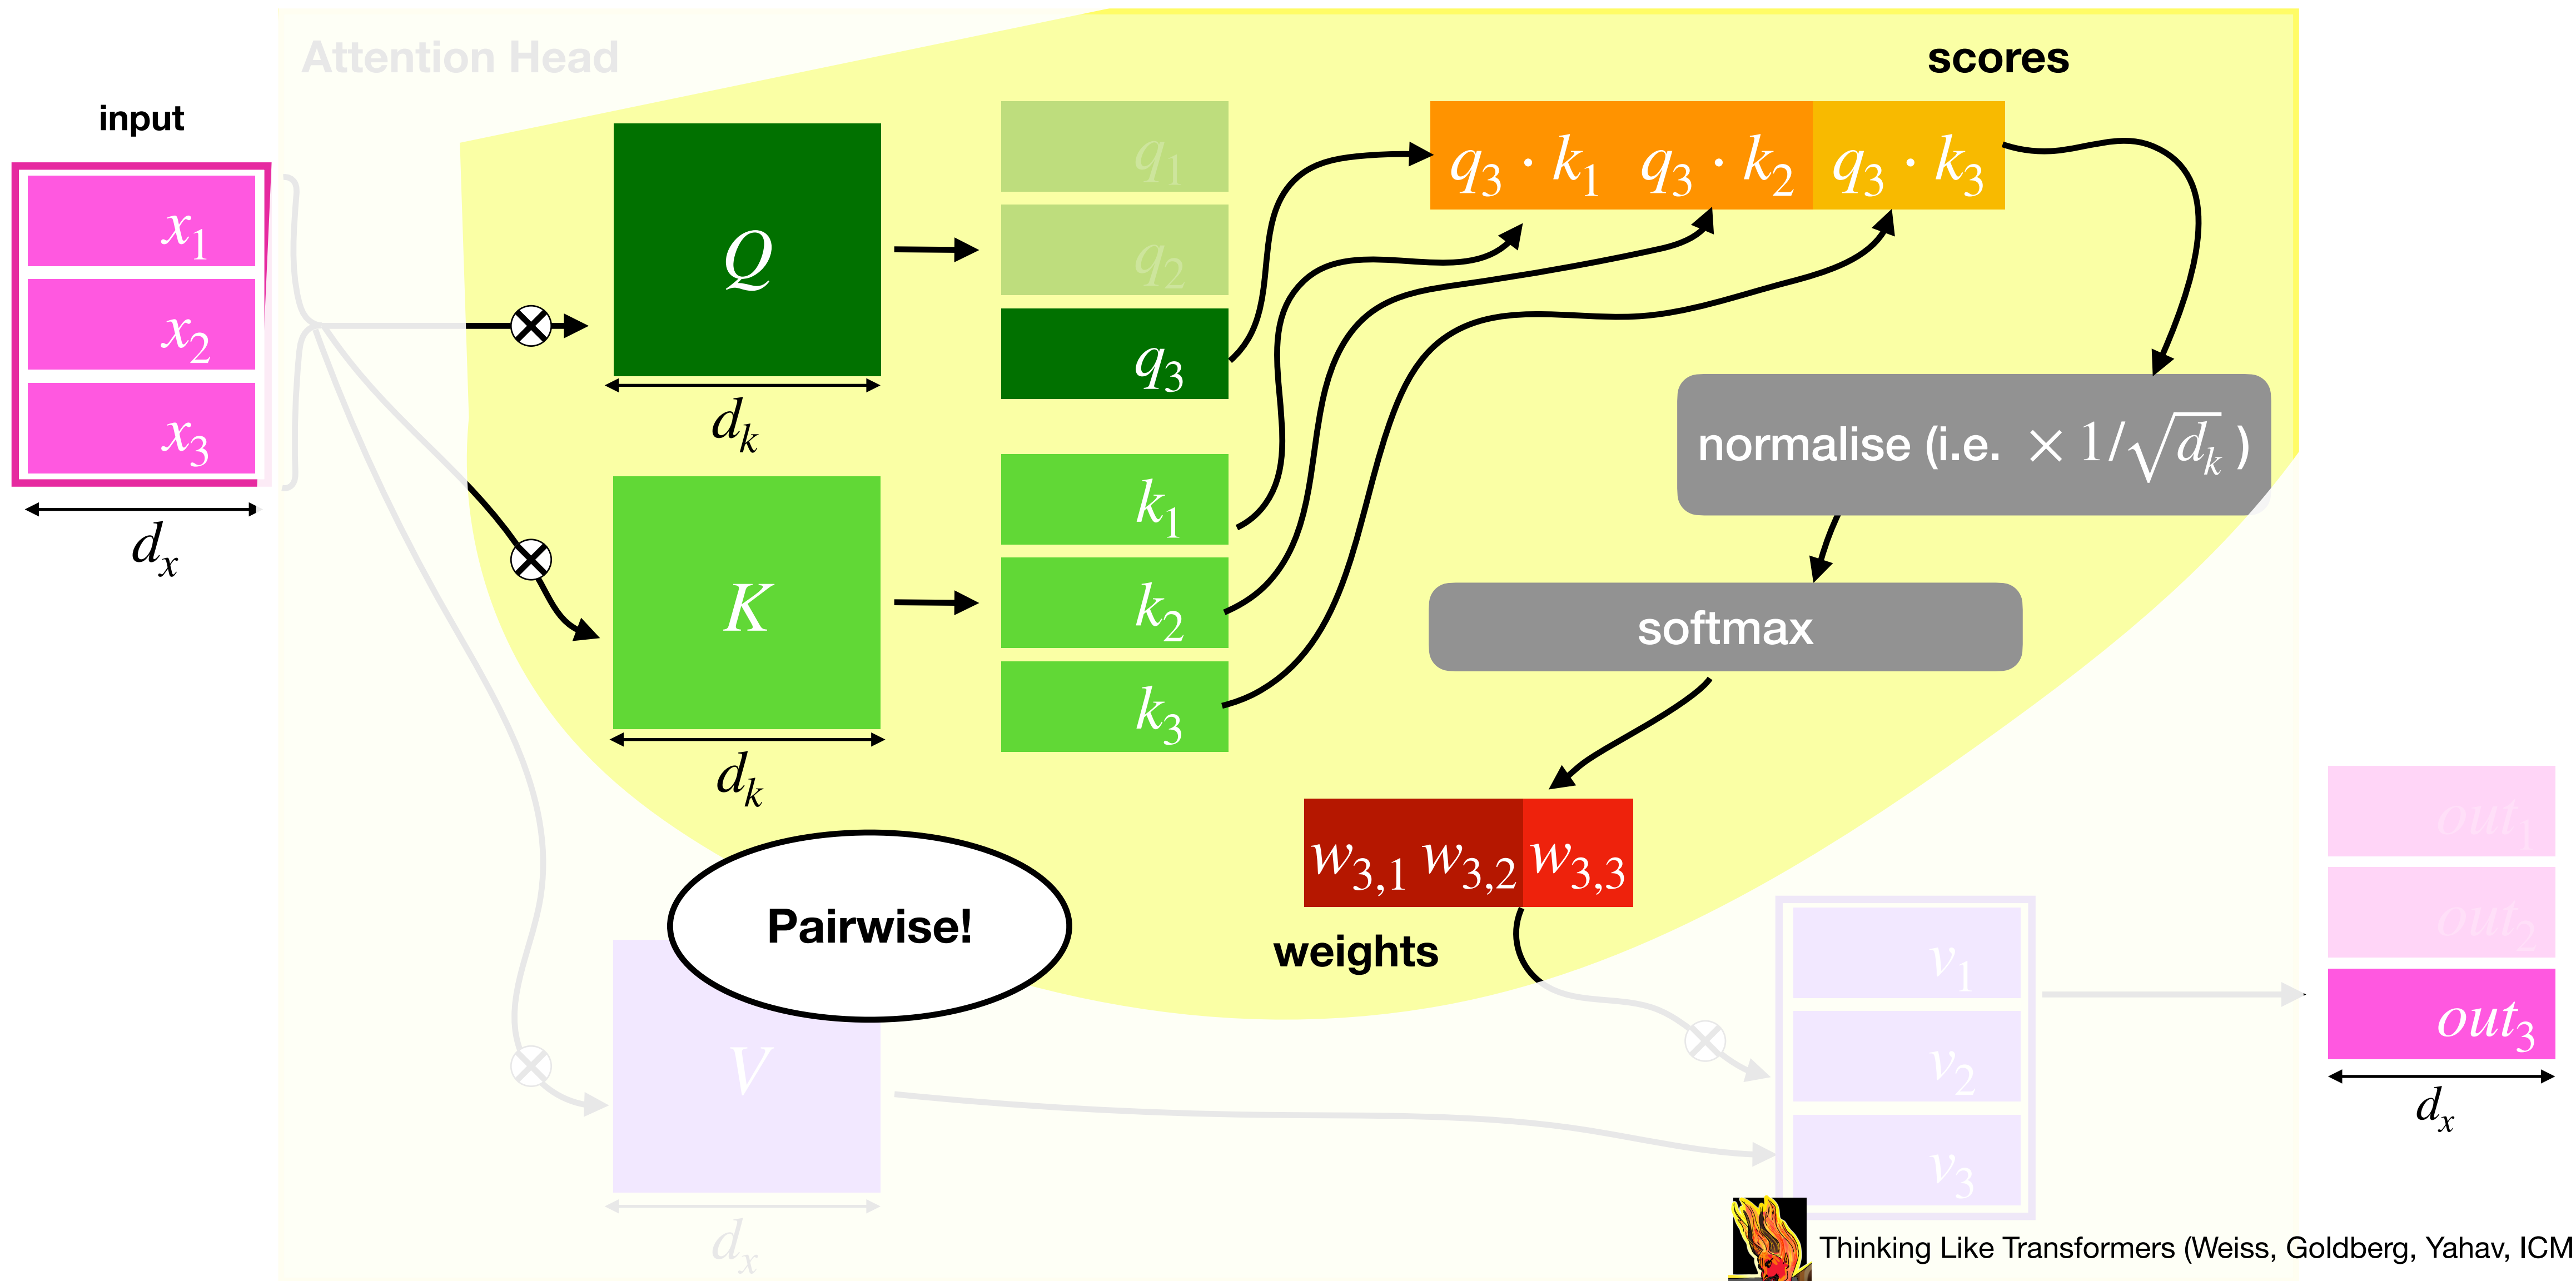 Attention Head
scores
input
x₁
x₂
x₃
dₓ
Q
dₖ
K
dₖ
q₁
q₂
q₃
k₁
k₂
k₃
q₃ · k₁ q₃ · k₂ q₃ · k₃
normalise (i.e. × 1/√dₖ )
softmax
w₃,₁ w₃,₂ w₃,₃
weights
Pairwise!
V
dₓ
v₁
v₂
v₃
out₁
out₂
out₃
dₓ
Thinking Like Transformers (Weiss, Goldberg, Yahav, ICM